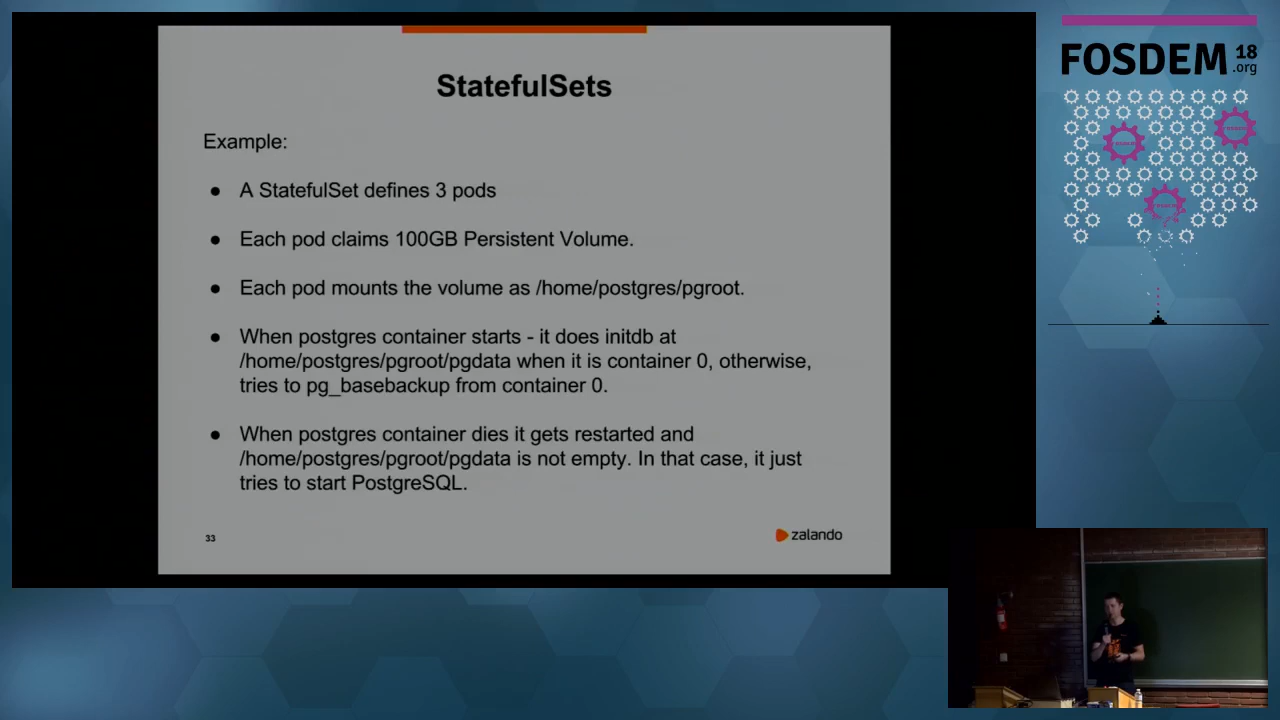 StatefulSets
Example:
● A StatefulSet defines 3 pods
● Each pod claims 100GB Persistent Volume.
● Each pod mounts the volume as /home/postgres/pgroot.
● When postgres container starts - it does initdb at
/home/postgres/pgroot/pgdata when it is container 0, otherwise,
tries to pg_basebackup from container 0.
● When postgres container dies it gets restarted and
/home/postgres/pgroot/pgdata is not empty. In that case, it just
tries to start PostgreSQL.
33
zalando
FOSDEM 18
.org